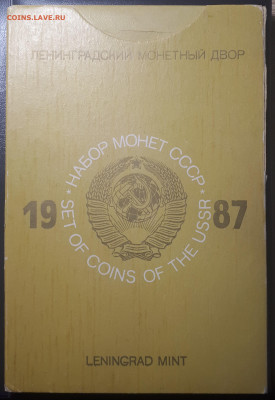 COINS.LAVE.RU
ЛЕНИНГРАДСКИЙ МОНЕТНЫЙ ДВОР
• НАБОР МОНЕТ СССР •
19 87
SET OF COINS OF THE USSR
LENINGRAD MINT